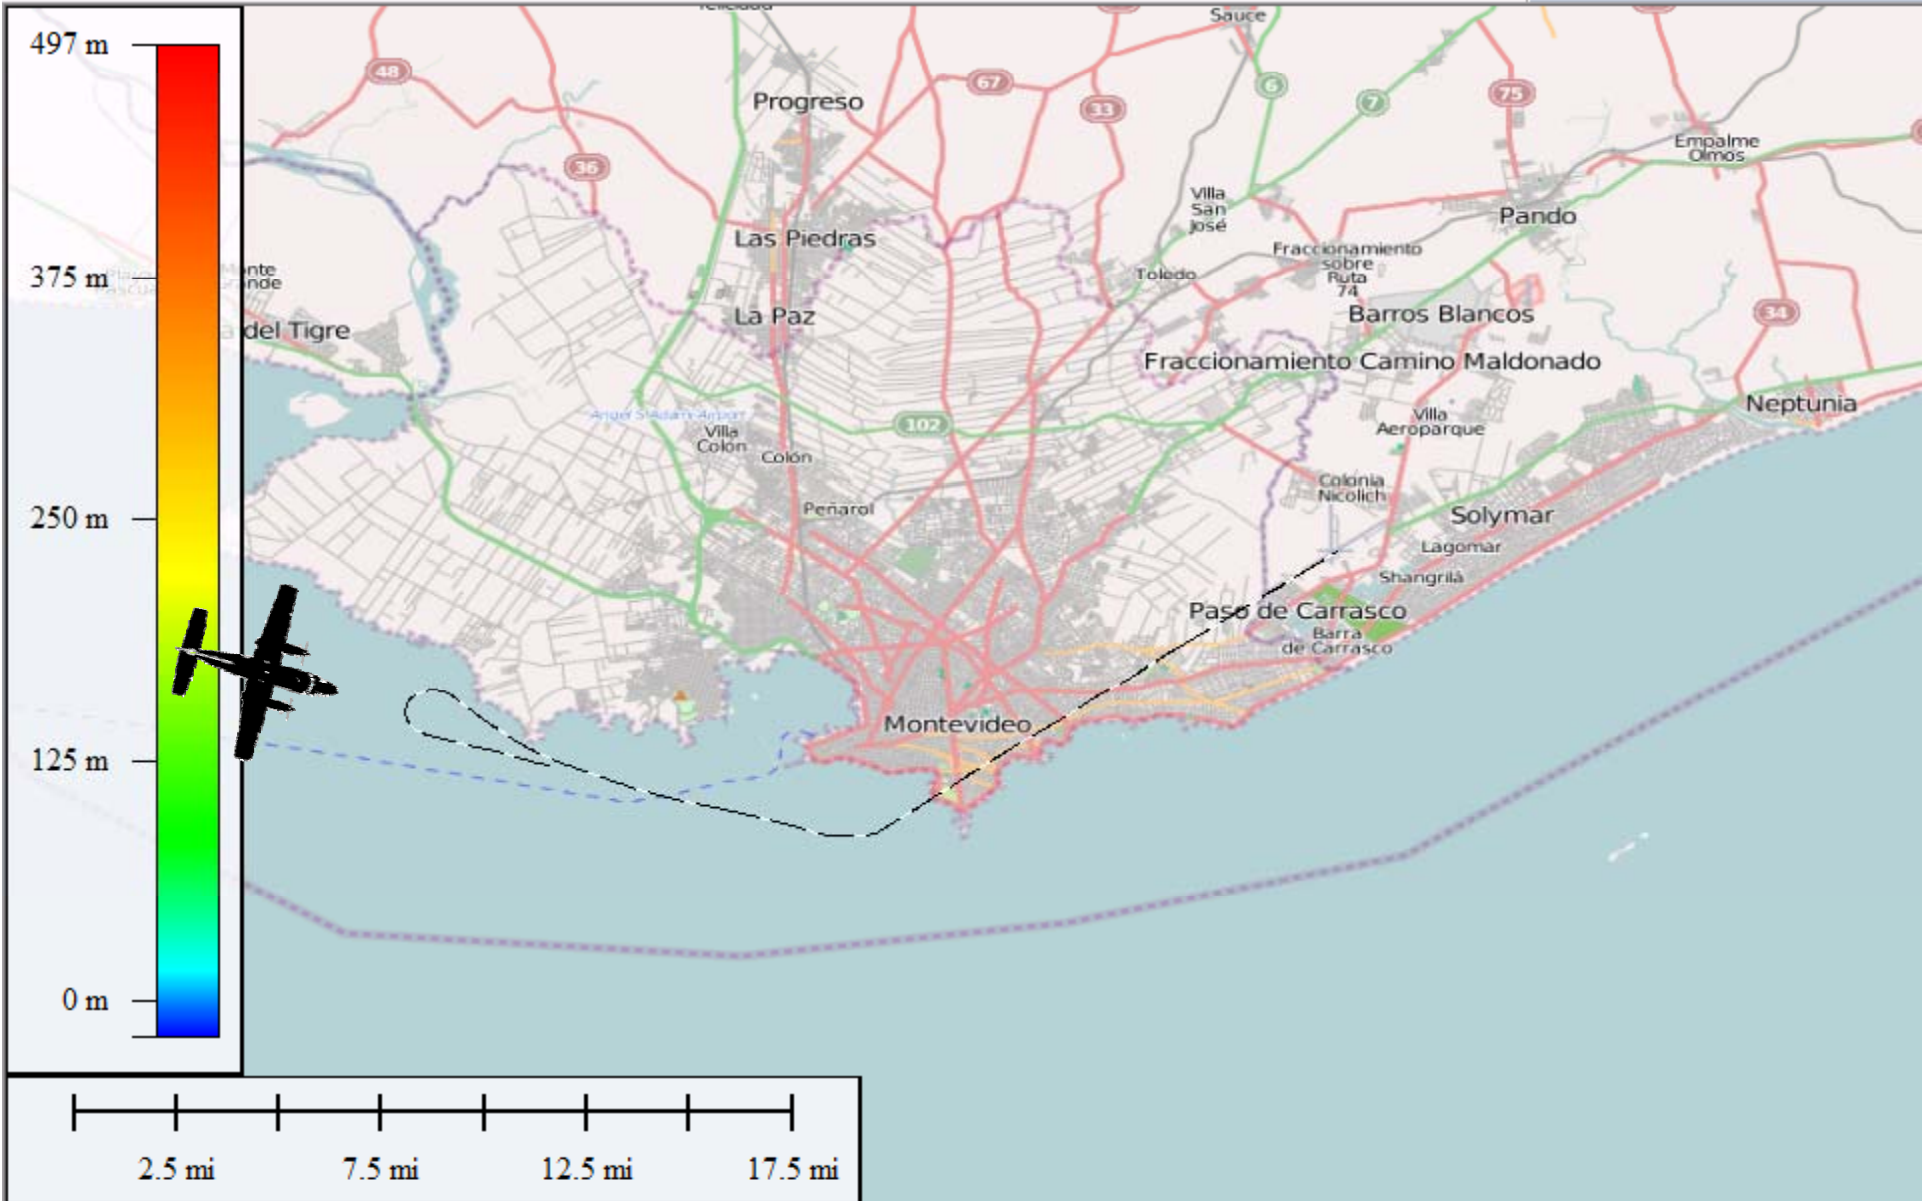 497 m
375 m
250 m
125 m
0 m
2.5 mi
7.5 mi
12.5 mi
17.5 mi
Sauce
48
67
6
7
75
33
Progreso
Empalme
Olmos
36
Villa
San
José
Pando
Las Piedras
Fraccionamiento
sobre
Ruta
74
Toledo
Monte
Grande
La Paz
Barros Blancos
34
del Tigre
Fraccionamiento Camino Maldonado
Neptunia
Villa
Aeroparque
102
Villa
Colón
Colón
Colonia
Nicolich
Peñarol
Solymar
Lagomar
Shangrilá
Paso de Carrasco
Barra
de Carrasco
Montevideo